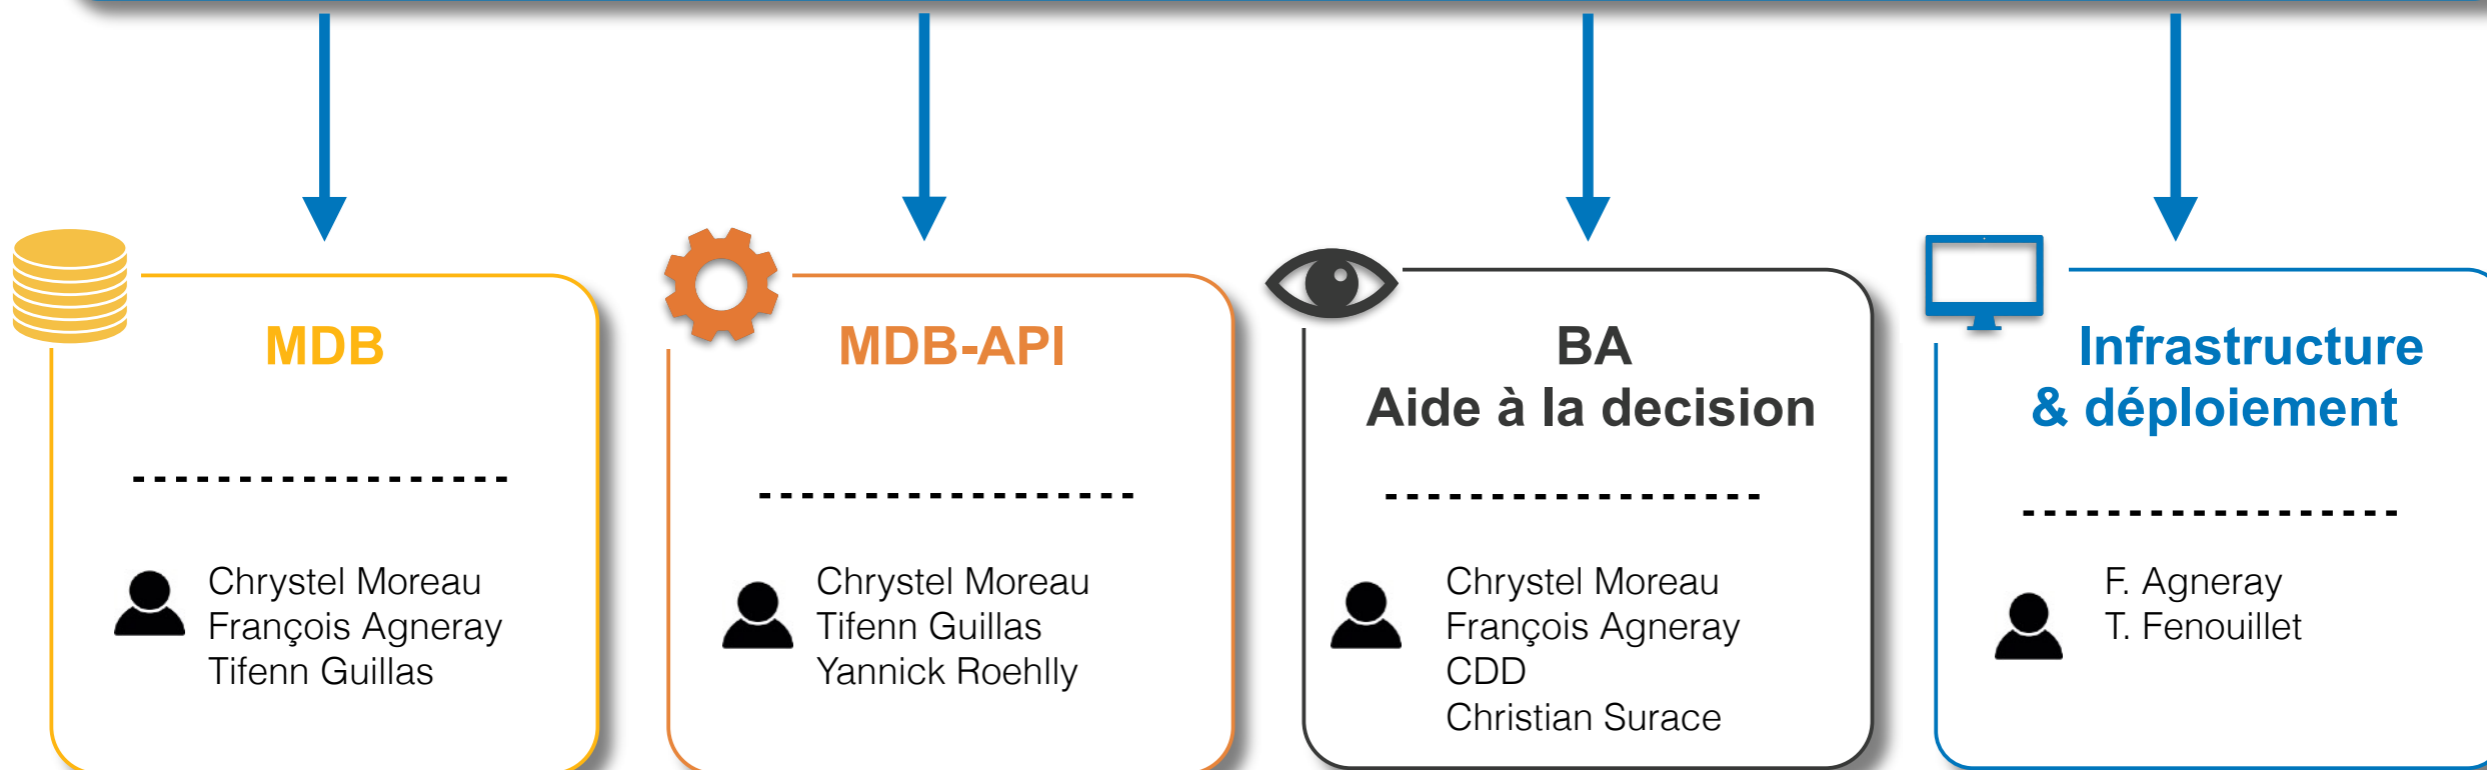 MDB
Chrystel Moreau
François Agneray
Tifenn Guillas
MDB-API
Chrystel Moreau
Tifenn Guillas
Yannick Roehlly
BA
Aide à la decision
Chrystel Moreau
François Agneray
CDD
Christian Surace
Infrastructure
& déploiement
F. Agneray
T. Fenouillet